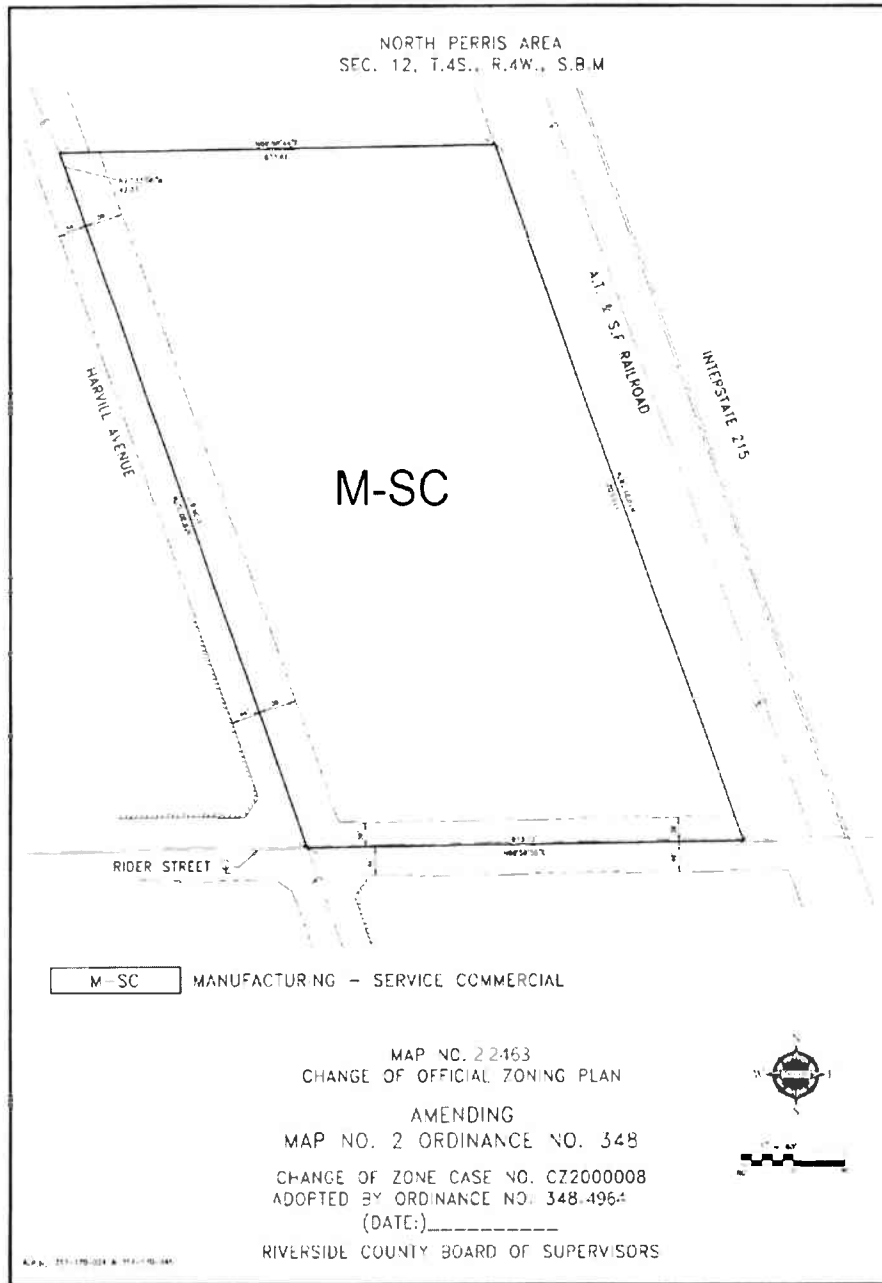 NORTH PERRIS AREA
SEC. 12, T.4S., R.4W., S.B.M
HARVILL AVENUE
A.T. & S.F RAILROAD
INTERSTATE 215
M-SC
RIDER STREET
M-SC MANUFACTURING - SERVICE COMMERCIAL
MAP NO. 22463
CHANGE OF OFFICIAL ZONING PLAN
AMENDING
MAP NO. 2 ORDINANCE NO. 348
CHANGE OF ZONE CASE NO. CZ2000008
ADOPTED BY ORDINANCE NO. 348.4964
(DATE:)__________
RIVERSIDE COUNTY BOARD OF SUPERVISORS